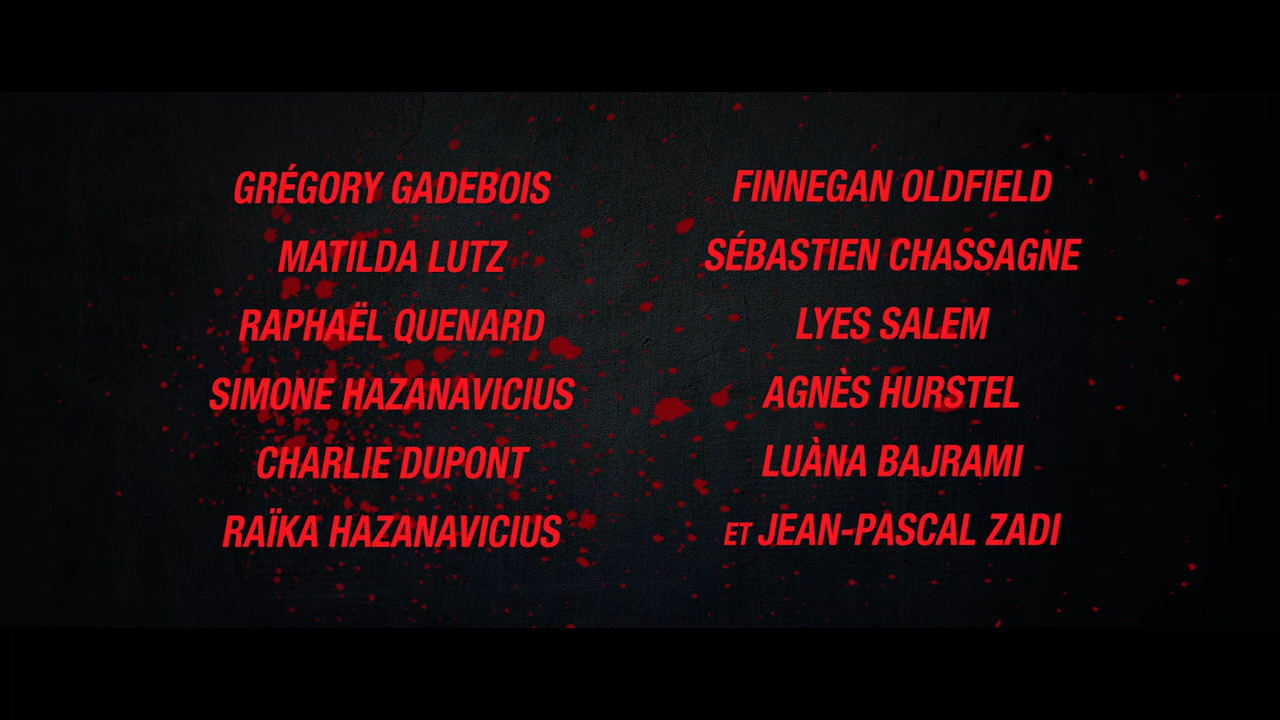 GRÉGORY GADEBOIS
MATILDA LUTZ
RAPHAËL QUENARD
SIMONE HAZANAVICIUS
CHARLIE DUPONT
RAÏKA HAZANAVICIUS
FINNEGAN OLDFIELD
SÉBASTIEN CHASSAGNE
LYES SALEM
AGNÈS HURSTEL
LUÀNA BAJRAMI
ET JEAN-PASCAL ZADI